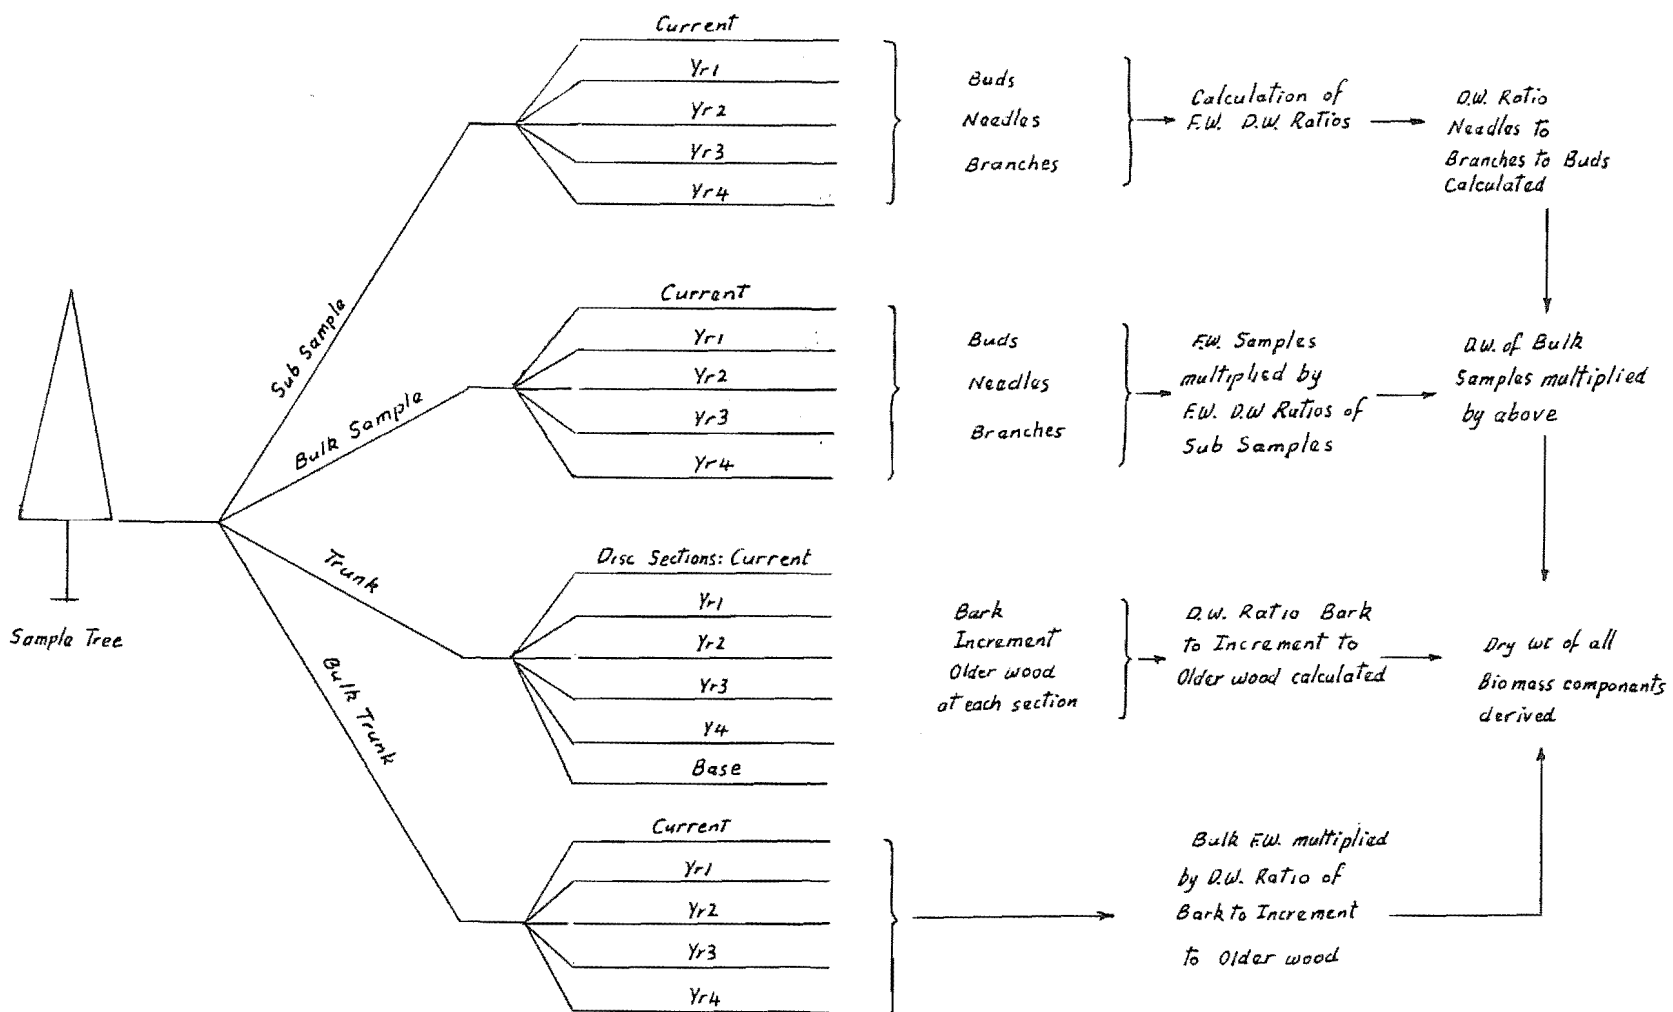 Current
Yr1
Yr2
Yr3
Yr4
Buds
Needles
Branches
Calculation of
F.W. D.W. Ratios
D.W. Ratio
Needles to
Branches to Buds
Calculated
Sub Sample
Current
Yr1
Yr2
Yr3
Yr4
Buds
Needles
Branches
F.W. Samples
multiplied by
F.W. D.W Ratios of
Sub Samples
D.W. of Bulk
Samples multiplied
by above
Bulk Sample
Sample Tree
Trunk
Disc Sections: Current
Yr1
Yr2
Yr3
Y4
Base
Bark
Increment
Older wood
at each section
D.W. Ratio Bark
to Increment to
Older wood calculated
Dry wt of all
Biomass components
derived
Bulk Trunk
Current
Yr1
Yr2
Yr3
Yr4
Bulk F.W. multiplied
by D.W. Ratio of
Bark to Increment
to Older wood